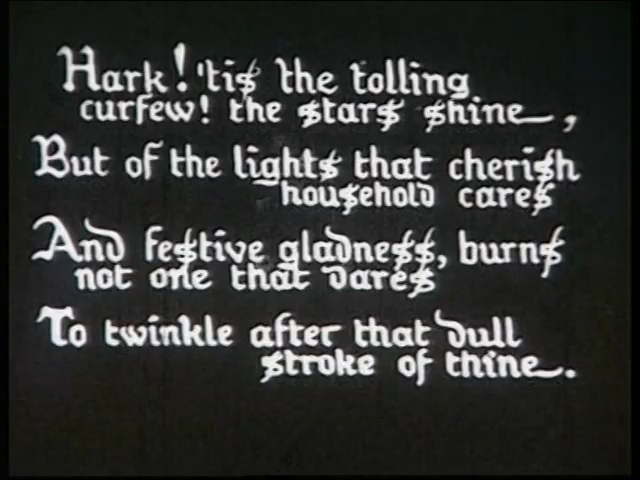 Hark! 'tis the tolling
curfew! the stars shine,
But of the lights that cherish
household cares
And festive gladness, burns
not one that dares
To twinkle after that dull
stroke of thine.